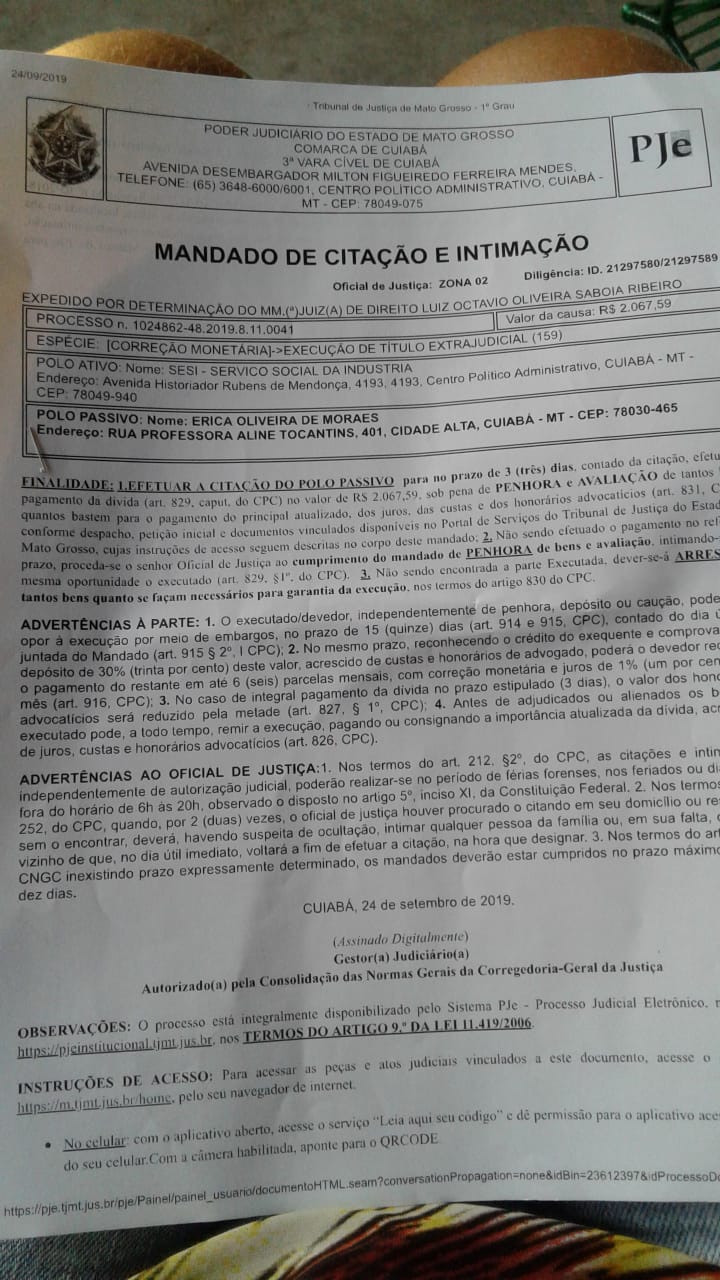 24/09/2019
Tribunal de Justiça de Mato Grosso - 1º Grau
PODER JUDICIÁRIO DO ESTADO DE MATO GROSSO
COMARCA DE CUIABÁ
3ª VARA CÍVEL DE CUIABÁ
AVENIDA DESEMBARGADOR MILTON FIGUEIREDO FERREIRA MENDES,
TELEFONE: (65) 3648-6000/6001, CENTRO POLÍTICO ADMINISTRATIVO, CUIABÁ -
MT - CEP: 78049-075
PJe
MANDADO DE CITAÇÃO E INTIMAÇÃO
Oficial de Justiça: ZONA 02 Diligência: ID. 21297580/21297589
EXPEDIDO POR DETERMINAÇÃO DO MM.(ª)JUIZ(A) DE DIREITO LUIZ OCTAVIO OLIVEIRA SABOIA RIBEIRO
PROCESSO n. 1024862-48.2019.8.11.0041 Valor da causa: R$ 2.067,59
ESPÉCIE: [CORREÇÃO MONETÁRIA]->EXECUÇÃO DE TÍTULO EXTRAJUDICIAL (159)
POLO ATIVO: Nome: SESI - SERVICO SOCIAL DA INDUSTRIA
Endereço: Avenida Historiador Rubens de Mendonça, 4193, 4193, Centro Político Administrativo, CUIABÁ - MT -
CEP: 78049-940
POLO PASSIVO: Nome: ERICA OLIVEIRA DE MORAES
Endereço: RUA PROFESSORA ALINE TOCANTINS, 401, CIDADE ALTA, CUIABÁ - MT - CEP: 78030-465
FINALIDADE: 1.EFETUAR A CITAÇÃO DO POLO PASSIVO para no prazo de 3 (três) dias, contado da citação, efetu
pagamento da dívida (art. 829, caput, do CPC) no valor de R$ 2.067,59, sob pena de PENHORA e AVALIAÇÃO de tantos
quantos bastem para o pagamento do principal atualizado, dos juros, das custas e dos honorários advocatícios (art. 831, C
conforme despacho, petição inicial e documentos vinculados disponíveis no Portal de Serviços do Tribunal de Justiça do Estad
Mato Grosso, cujas instruções de acesso seguem descritas no corpo deste mandado; 2. Não sendo efetuado o pagamento no ref
prazo, proceda-se o senhor Oficial de Justiça ao cumprimento do mandado de PENHORA de bens e avaliação, intimando-
mesma oportunidade o executado (art. 829, §1º, do CPC). 3. Não sendo encontrada a parte Executada, dever-se-á ARRES
tantos bens quanto se façam necessários para garantia da execução, nos termos do artigo 830 do CPC.
ADVERTÊNCIAS À PARTE: 1. O executado/devedor, independentemente de penhora, depósito ou caução, pode
opor à execução por meio de embargos, no prazo de 15 (quinze) dias (art. 914 e 915, CPC), contado do dia ú
juntada do Mandado (art. 915 § 2º, I CPC); 2. No mesmo prazo, reconhecendo o crédito do exequente e comprova
depósito de 30% (trinta por cento) deste valor, acrescido de custas e honorários de advogado, poderá o devedor req
o pagamento do restante em até 6 (seis) parcelas mensais, com correção monetária e juros de 1% (um por cen
mês (art. 916, CPC); 3. No caso de integral pagamento da dívida no prazo estipulado (3 dias), o valor dos hono
advocatícios será reduzido pela metade (art. 827, § 1º, CPC); 4. Antes de adjudicados ou alienados os b
executado pode, a todo tempo, remir a execução, pagando ou consignando a importância atualizada da dívida, acr
de juros, custas e honorários advocatícios (art. 826, CPC).
ADVERTÊNCIAS AO OFICIAL DE JUSTIÇA:1. Nos termos do art. 212, §2º, do CPC, as citações e intim
independentemente de autorização judicial, poderão realizar-se no período de férias forenses, nos feriados ou di
fora do horário de 6h às 20h, observado o disposto no artigo 5º, inciso XI, da Constituição Federal. 2. Nos termos
252, do CPC, quando, por 2 (duas) vezes, o oficial de justiça houver procurado o citando em seu domicílio ou re
sem o encontrar, deverá, havendo suspeita de ocultação, intimar qualquer pessoa da família ou, em sua falta,
vizinho de que, no dia útil imediato, voltará a fim de efetuar a citação, na hora que designar. 3. Nos termos do art
CNGC inexistindo prazo expressamente determinado, os mandados deverão estar cumpridos no prazo máximo
dez dias.
CUIABÁ, 24 de setembro de 2019.
(Assinado Digitalmente)
Gestor(a) Judiciário(a)
Autorizado(a) pela Consolidação das Normas Gerais da Corregedoria-Geral da Justiça
OBSERVAÇÕES: O processo está integralmente disponibilizado pelo Sistema PJe - Processo Judicial Eletrônico,
https://pjeinstitucional.tjmt.jus.br, nos TERMOS DO ARTIGO 9.º DA LEI 11.419/2006.
INSTRUÇÕES DE ACESSO: Para acessar as peças e atos judiciais vinculados a este documento, acesse o
https://m.tjmt.jus.br/home, pelo seu navegador de internet.
• No celular: com o aplicativo aberto, acesse o serviço "Leia aqui seu código" e dê permissão para o aplicativo aces
do seu celular.Com a câmera habilitada, aponte para o QRCODE.
https://pje.tjmt.jus.br/pje/Painel/painel_usuario/documentoHTML.seam?conversationPropagation=none&idBin=23612397&idProcessoDo